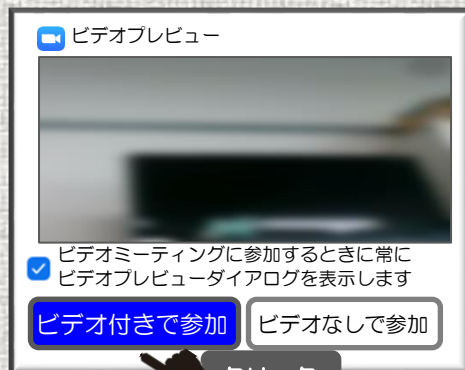 ビデオプレビュー
ビデオミーティングに参加するときに常に
ビデオプレビューダイアログを表示します
ビデオ付きで参加
ビデオなしで参加